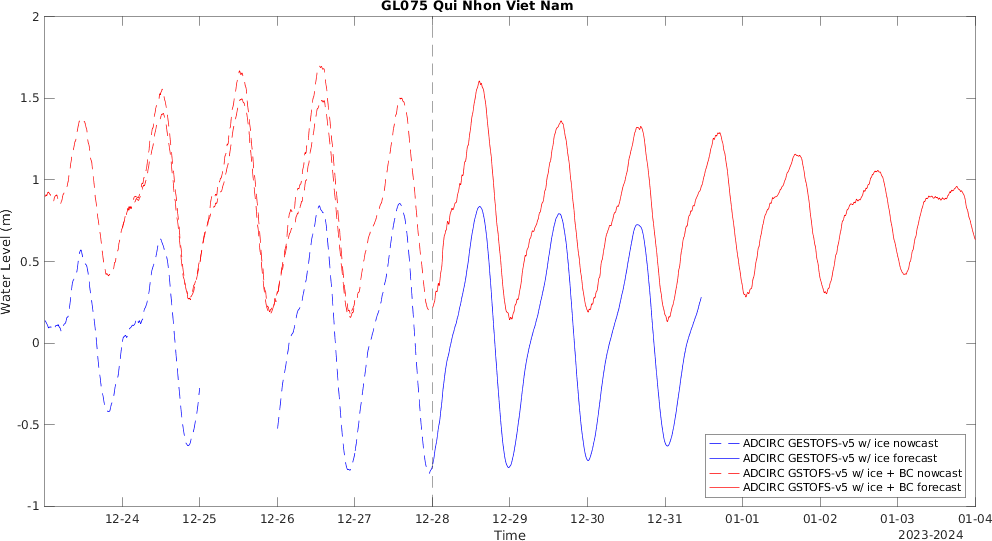 GL075 Qui Nhon Viet Nam
Water Level (m)
2
1.5
1
0.5
0
-0.5
-1
12-24
12-25
12-26
12-27
12-28
12-29
12-30
12-31
01-01
01-02
01-03
01-04
Time
2023-2024
ADCIRC GESTOFS-v5 w/ ice nowcast
ADCIRC GESTOFS-v5 w/ ice forecast
ADCIRC GSTOFS-v5 w/ ice + BC nowcast
ADCIRC GSTOFS-v5 w/ ice + BC forecast